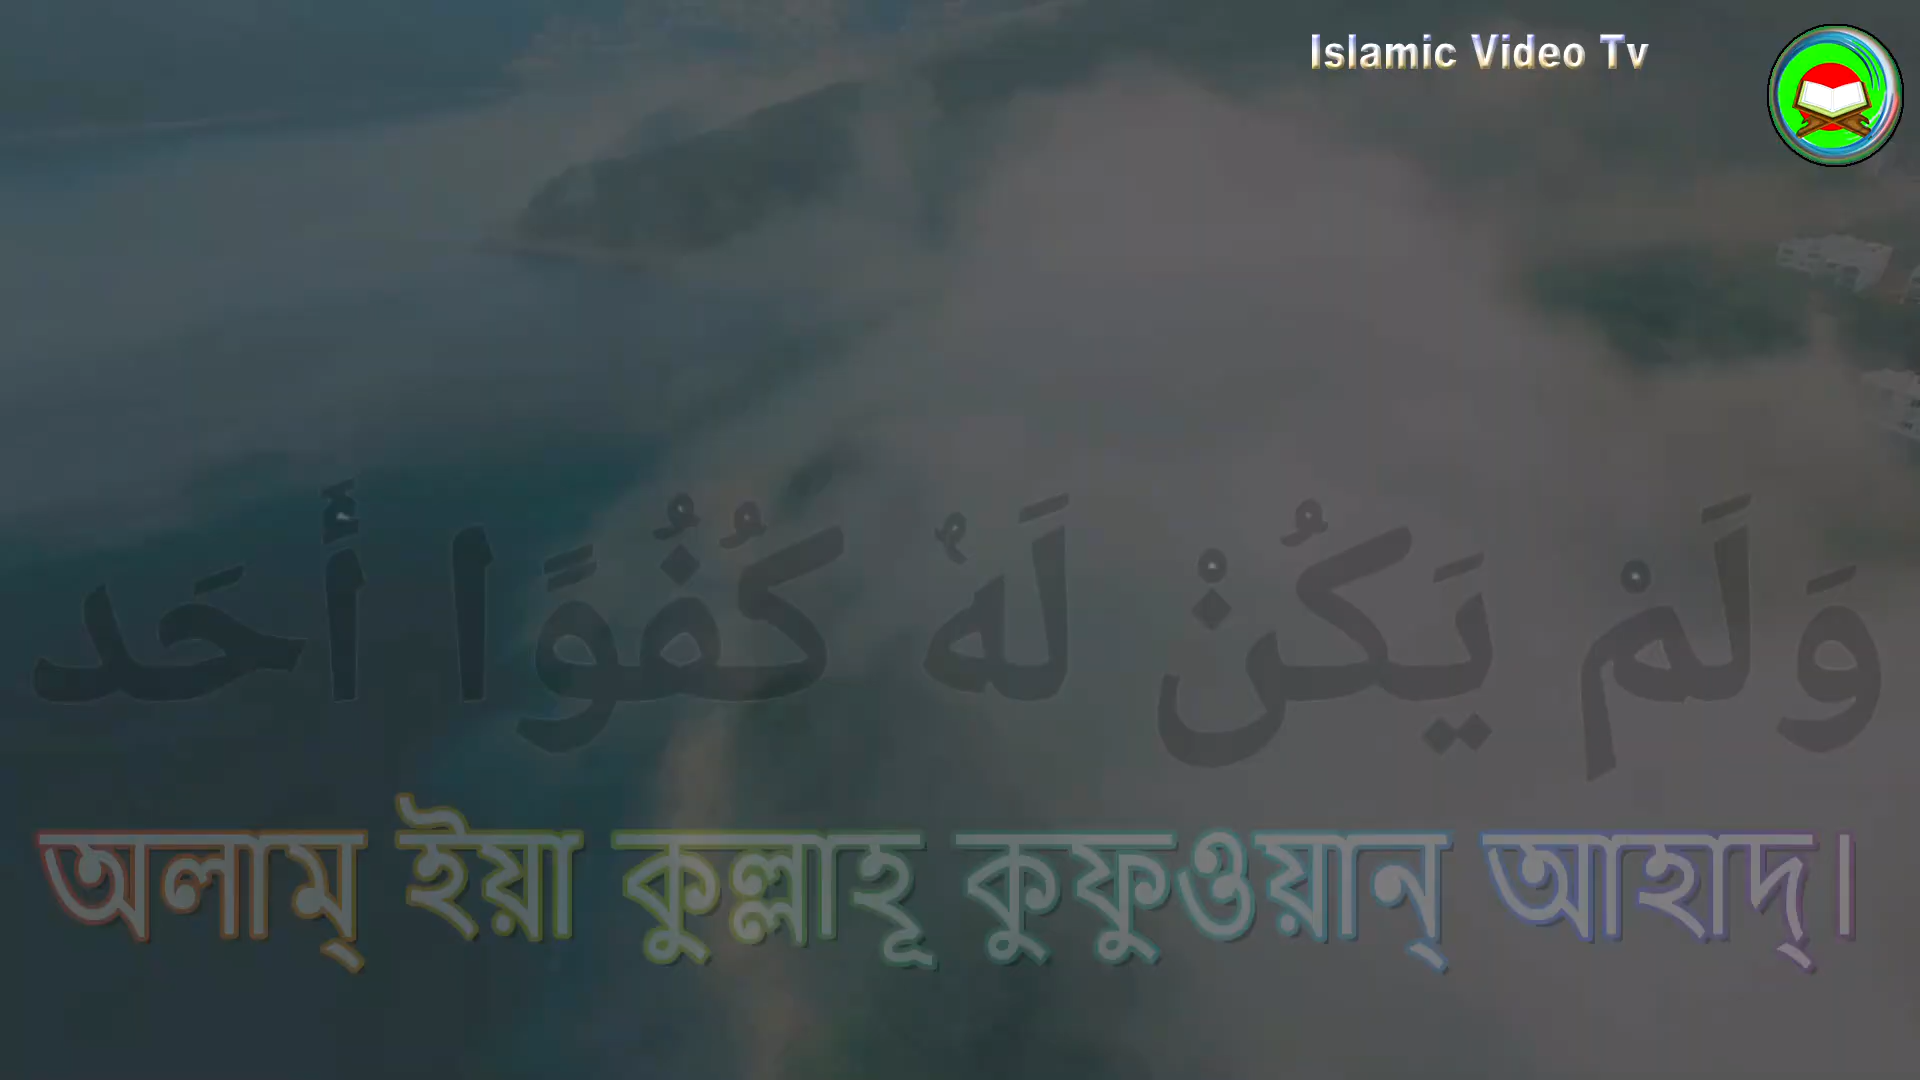 Islamic Video Tv
وَلَمْ يَكُنْ لَهٗ كُفُوًا أَحَد
অলাম্ ইয়া কুল্লাহূ কুফুওয়ান্ আহাদ্।